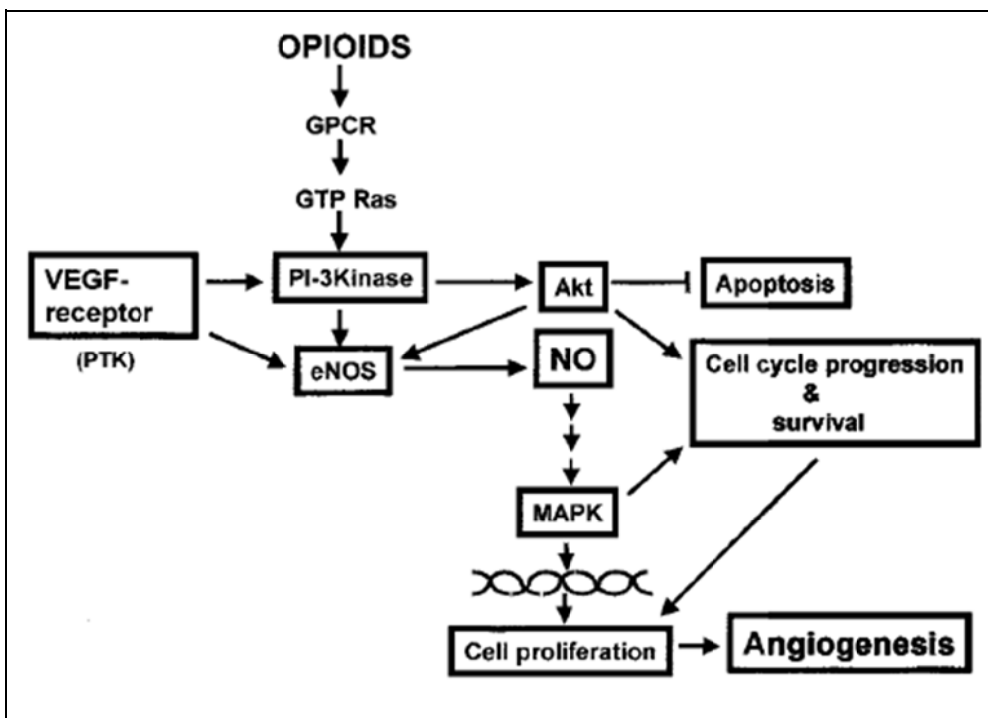 OPIOIDS
GPCR
GTP Ras
VEGF-
receptor
(PTK)
PI-3Kinase
Akt
Apoptosis
eNOS
NO
Cell cycle progression
&
survival
MAPK
Cell proliferation
Angiogenesis